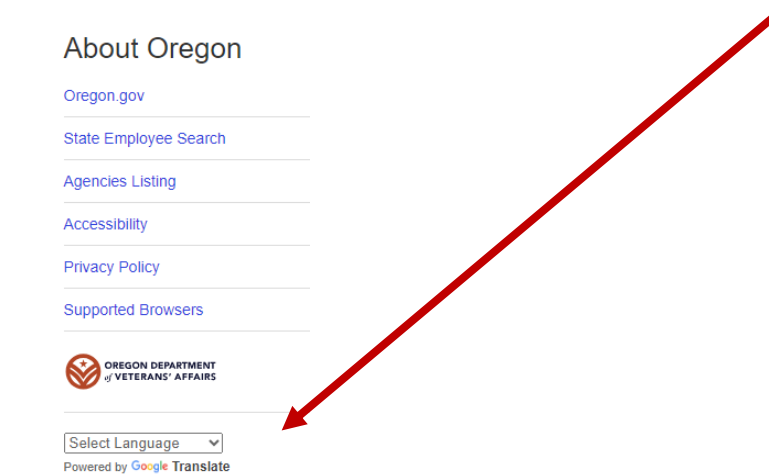 About Oregon
Oregon.gov
State Employee Search
Agencies Listing
Accessibility
Privacy Policy
Supported Browsers
OREGON DEPARTMENT
of VETERANS' AFFAIRS
Select Language
Powered by Google Translate